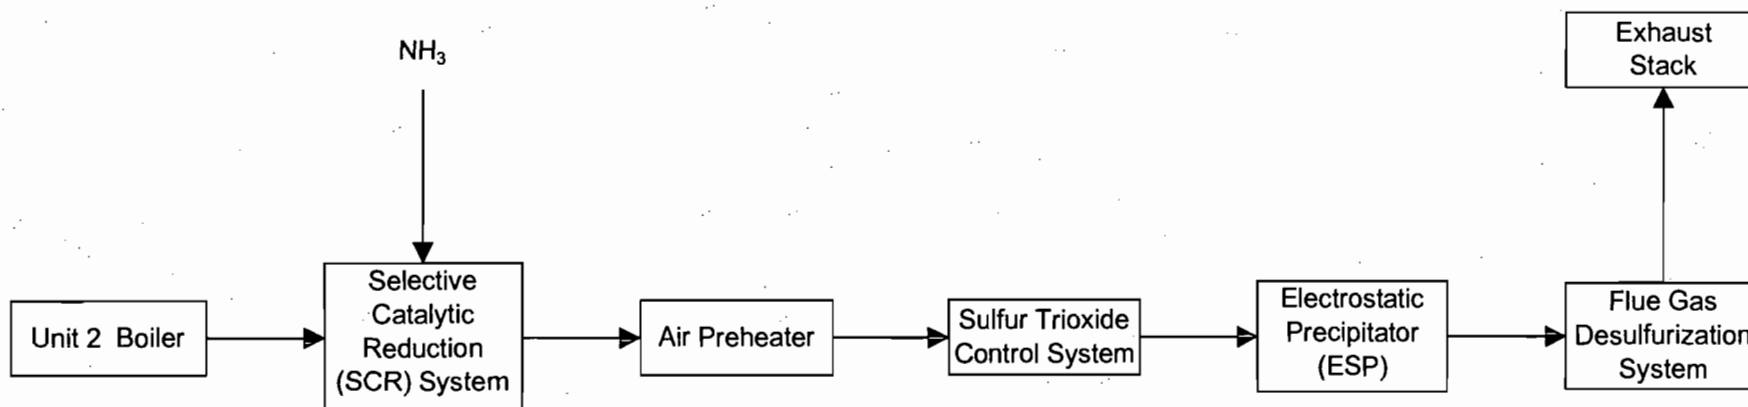 NH₃
Exhaust
Stack
Unit 2 Boiler
Selective
Catalytic
Reduction
(SCR) System
Air Preheater
Sulfur Trioxide
Control System
Electrostatic
Precipitator
(ESP)
Flue Gas
Desulfurization
System